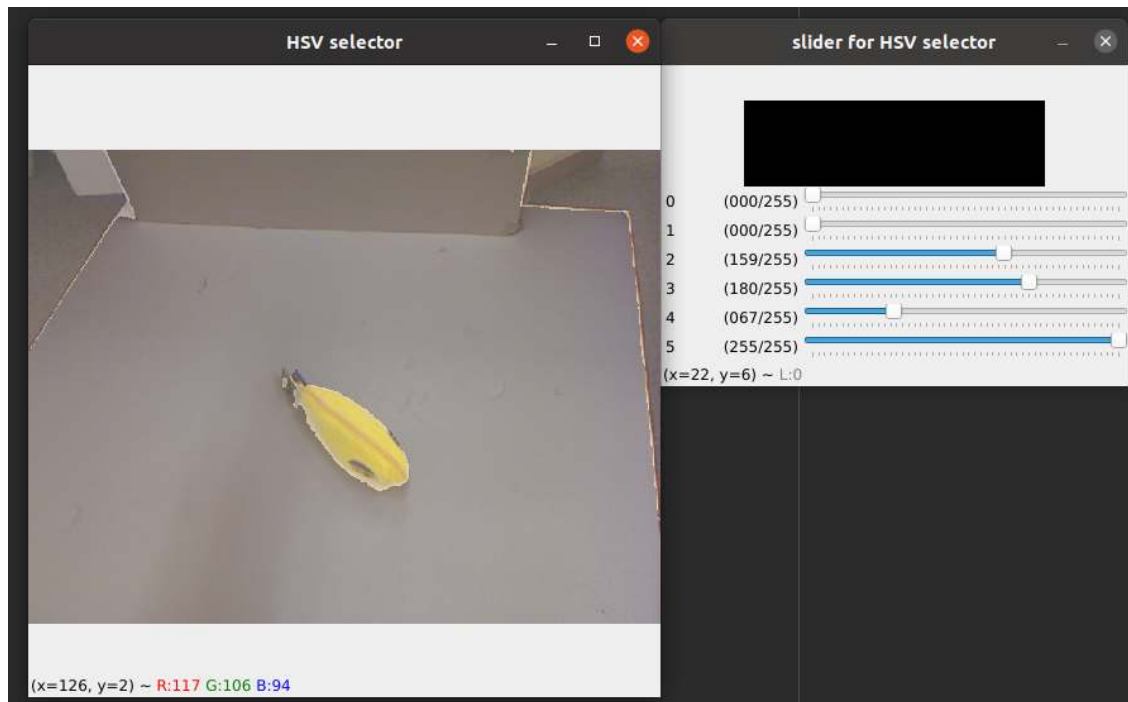 HSV selector
(x=126, y=2) ~ R:117 G:106 B:94
slider for HSV selector
0 (000/255)
1 (000/255)
2 (159/255)
3 (180/255)
4 (067/255)
5 (255/255)
(x=22, y=6) ~ L:0